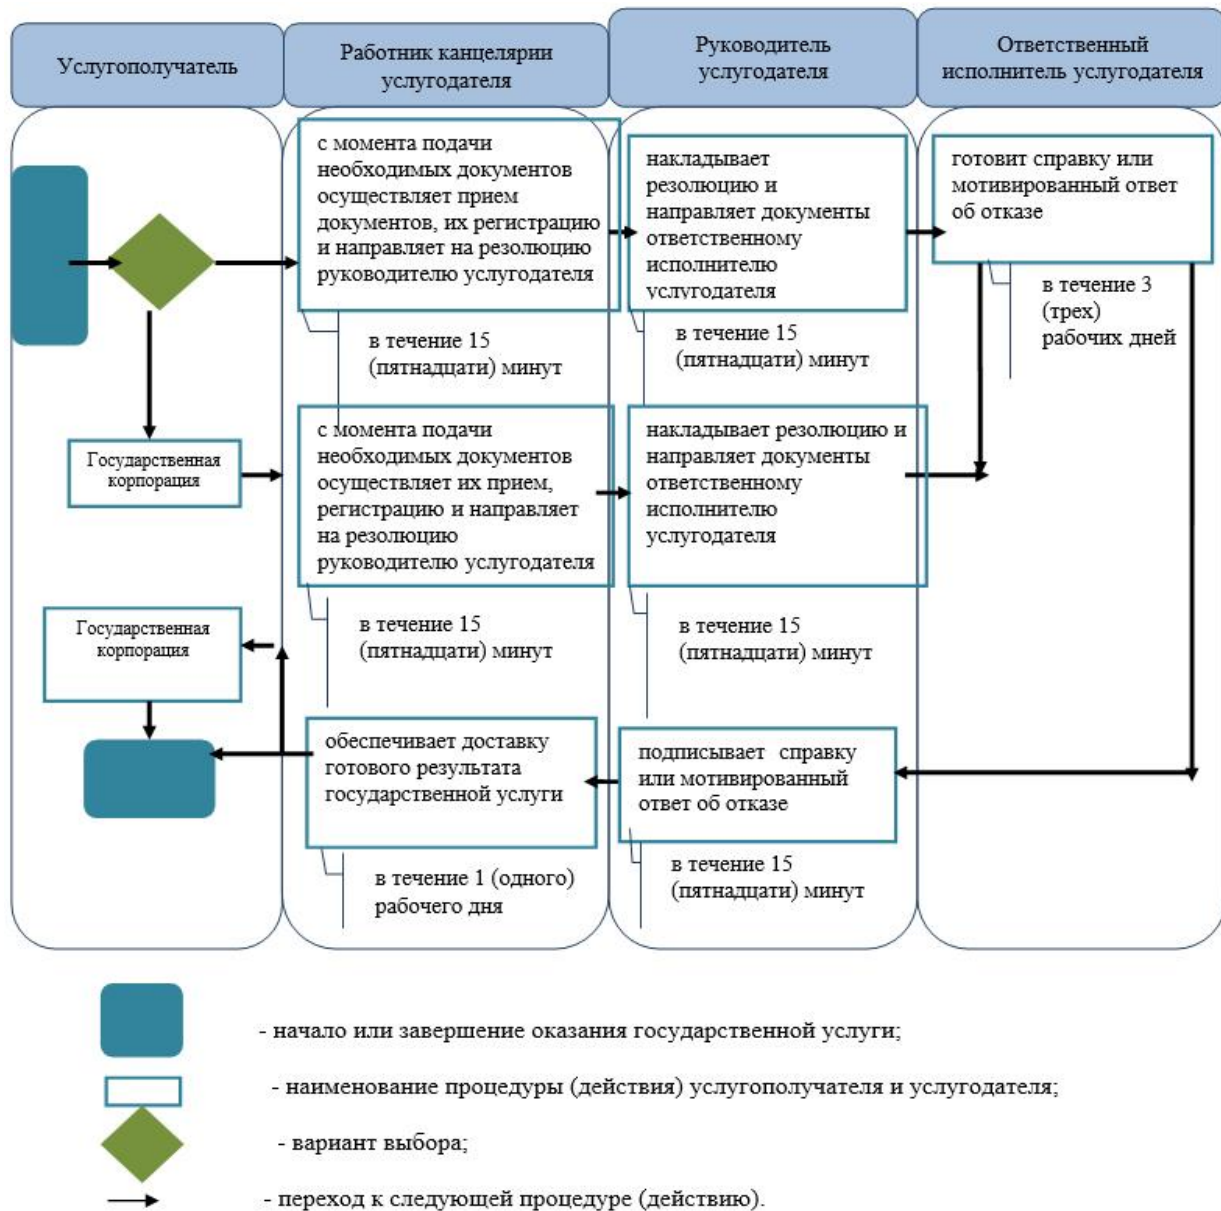 Услугополучатель
Работник канцелярии
услугодателя
Руководитель
услугодателя
Ответственный
исполнитель услугодателя
с момента подачи
необходимых документов
осуществляет прием
документов, их регистрацию
и направляет на резолюцию
руководителю услугодателя
в течение 15
(пятнадцати) минут
накладывает
резолюцию и
направляет документы
ответственному
исполнителю
услугодателя
в течение 15
(пятнадцати) минут
готовит справку или
мотивированный ответ
об отказе
в течение 3
(трех)
рабочих дней
Государственная
корпорация
с момента подачи
необходимых документов
осуществляет их прием,
регистрацию и направляет
на резолюцию
руководителю услугодателя
в течение 15
(пятнадцати) минут
накладывает резолюцию и
направляет документы
ответственному
исполнителю
услугодателя
в течение 15
(пятнадцати) минут
Государственная
корпорация
обеспечивает доставку
готового результата
государственной услуги
в течение 1 (одного)
рабочего дня
подписывает справку
или мотивированный
ответ об отказе
в течение 15
(пятнадцати) минут
- начало или завершение оказания государственной услуги;
- наименование процедуры (действия) услугополучателя и услугодателя;
- вариант выбора;
- переход к следующей процедуре (действию).